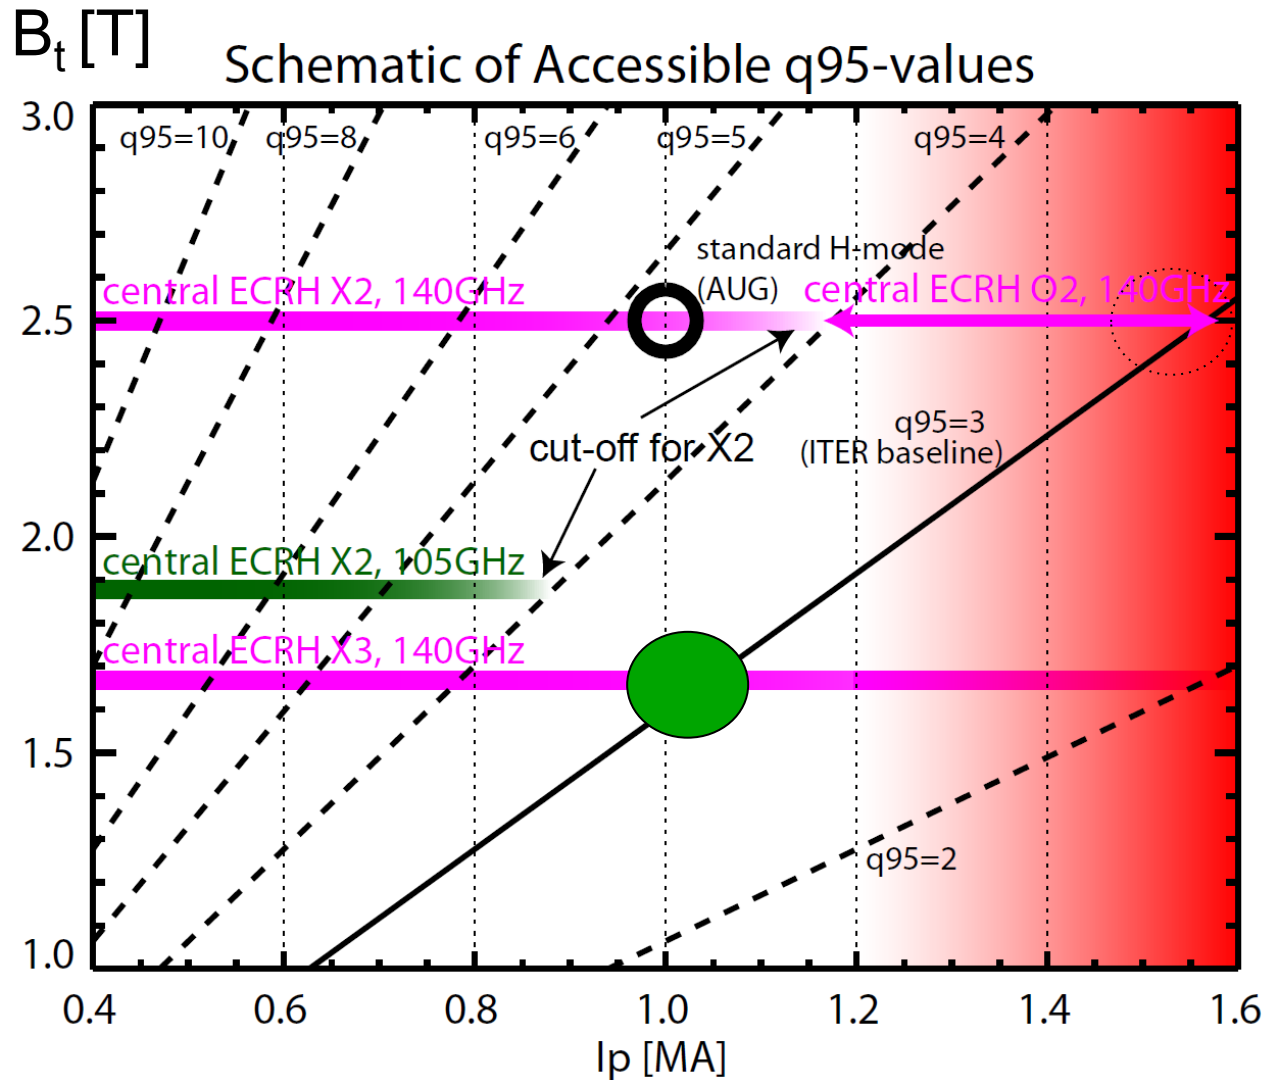 Bt [T]
Schematic of Accessible q95-values
3.0
q95=10
q95=8
q95=6
q95=5
q95=4
standard H-mode
(AUG)
central ECRH X2, 140GHz
central ECRH O2, 140GHz
2.5
q95=3
(ITER baseline)
cut-off for X2
2.0
central ECRH X2, 105GHz
central ECRH X3, 140GHz
1.5
q95=2
1.0
0.4 0.6 0.8 1.0 1.2 1.4 1.6
Ip [MA]